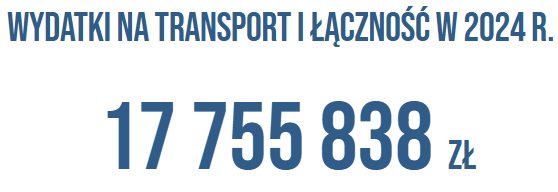 WYDATKI NA TRANSPORT I ŁĄCZNOŚĆ W 2024 R.
17 755 838 ZŁ